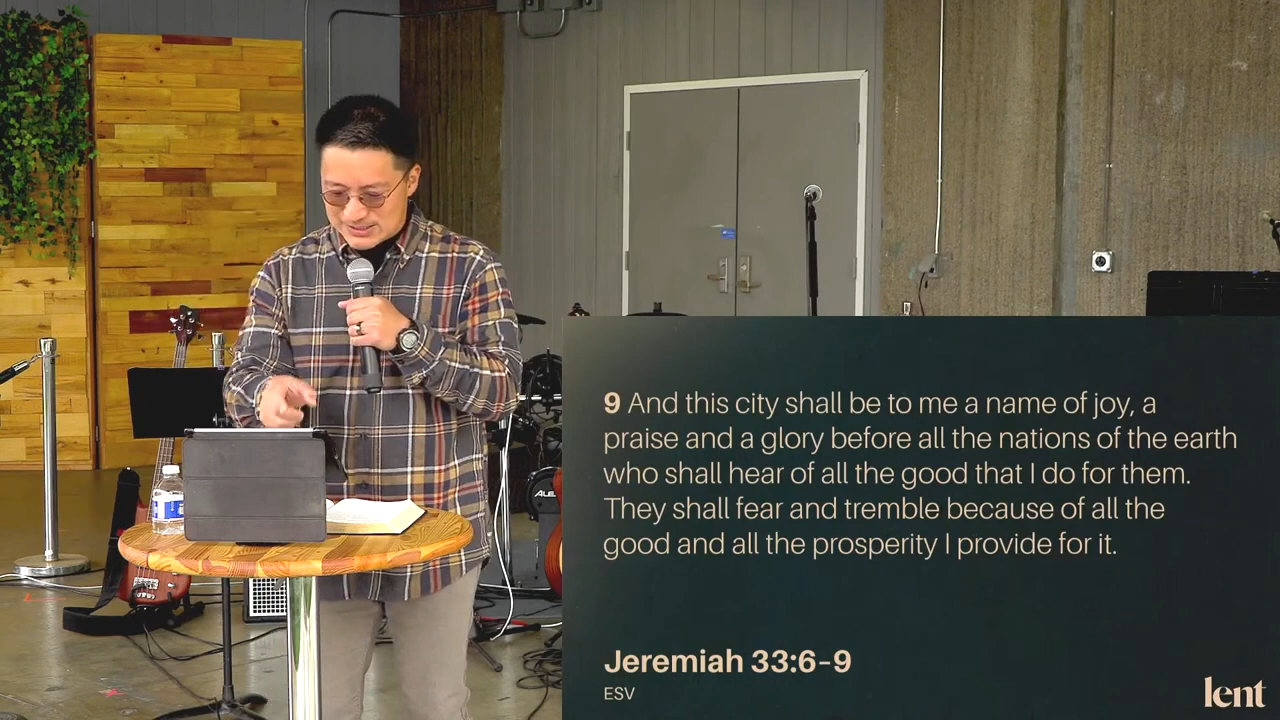 9 And this city shall be to me a name of joy, a
praise and a glory before all the nations of the earth
who shall hear of all the good that I do for them.
They shall fear and tremble because of all the
good and all the prosperity I provide for it.
Jeremiah 33:6-9
ESV
lent